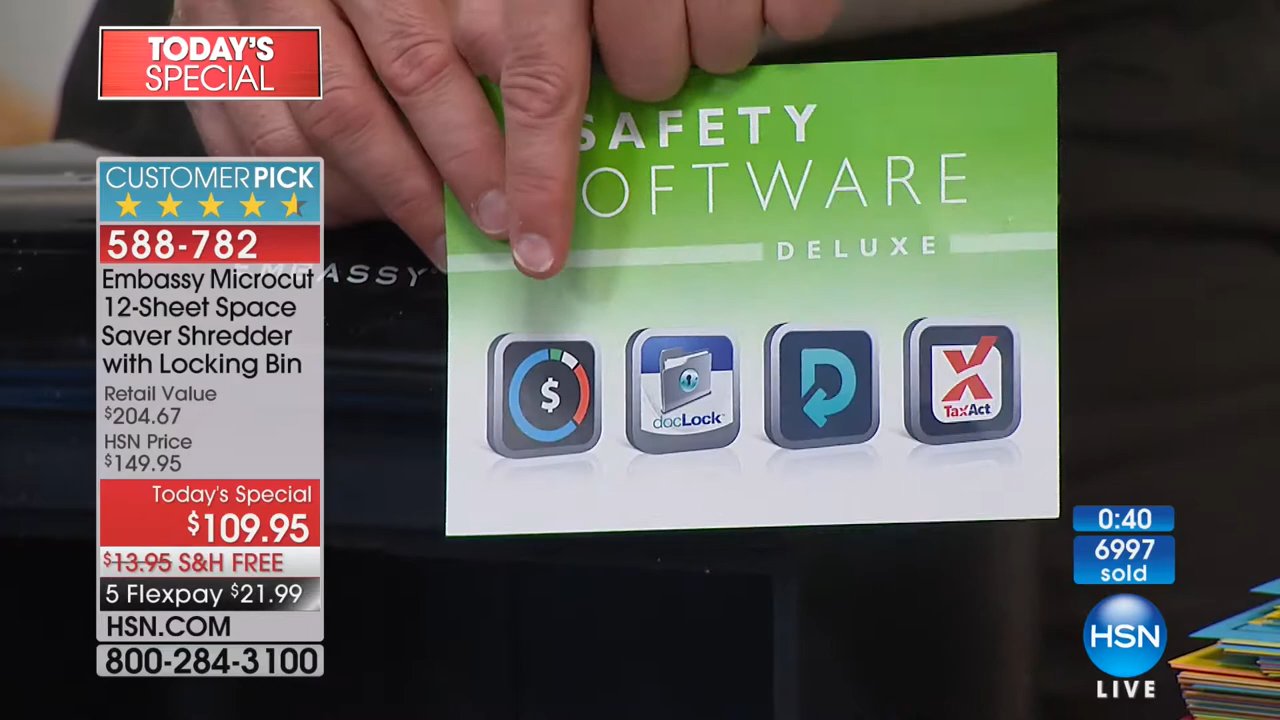 TODAY'S
SPECIAL
CUSTOMER PICK
588-782
Embassy Microcut
12-Sheet Space
Saver Shredder
with Locking Bin
Retail Value
$204.67
HSN Price
$149.95
Today's Special
$109.95
$13.95 S&H FREE
5 Flexpay $21.99
HSN.COM
800-284-3100
EMBASSY
SAFETY
OFTWARE
DELUXE
$
docLock
TaxAct
0:40
6997
sold
HSN
LIVE